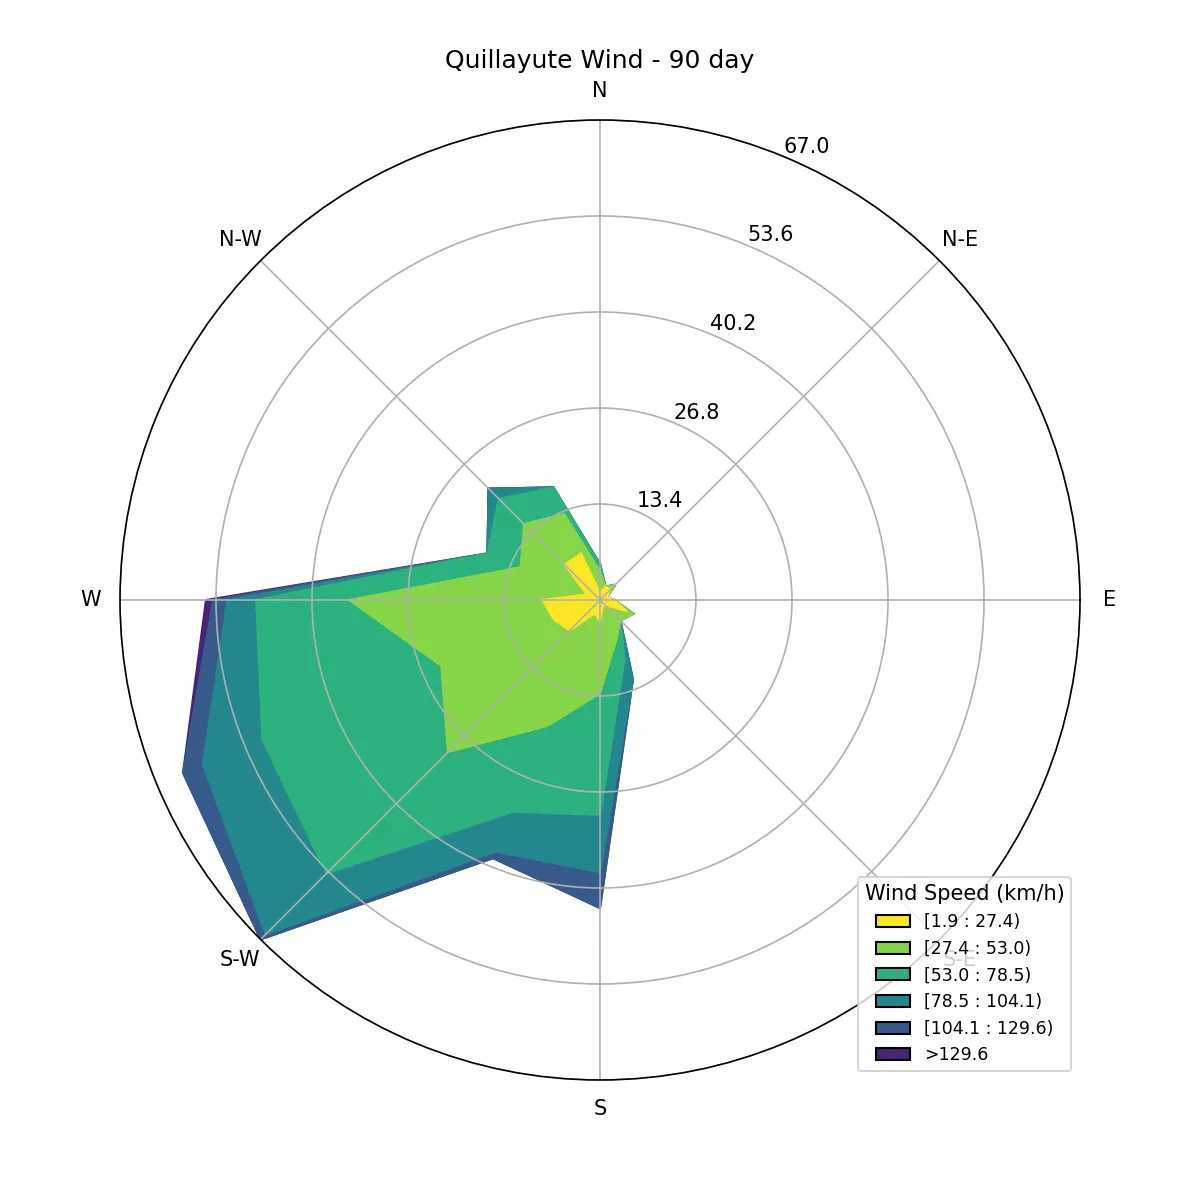 Quillayute Wind - 90 day
N
67.0
53.6
N-W
N-E
40.2
26.8
13.4
W
E
Wind Speed (km/h)
[1.9 : 27.4)
[27.4 : 53.0)
S-W
S-E
[53.0 : 78.5)
[78.5 : 104.1)
[104.1 : 129.6)
>129.6
S